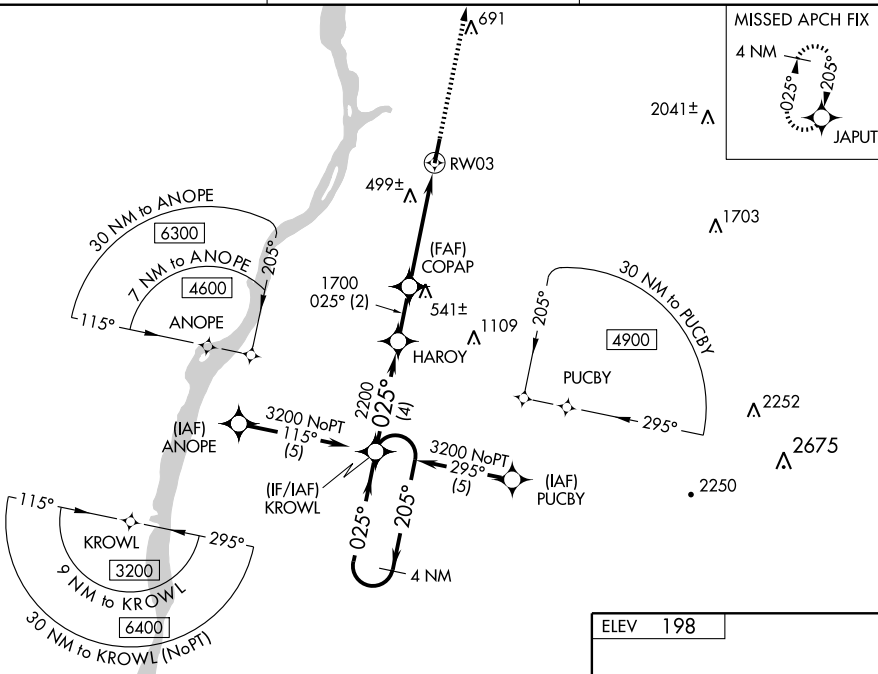 691
MISSED APCH FIX
4 NM
025°
205°
JAPUT
2041±
RW03
499±
1703
30 NM to ANOPE
6300
7 NM to ANOPE
4600
205°
115°
ANOPE
(FAF)
COPAP
1700
025° (2)
541±
1109
HAROY
30 NM to PUCBY
205°
4900
PUCBY
295°
2252
2675
2250
2200
025°
(4)
(IAF)
ANOPE
3200 NoPT
115°
(5)
3200 NoPT
295°
(5)
(IAF)
PUCBY
(IF/IAF)
KROWL
025°
205°
4 NM
115°
295°
KROWL
3200
9 NM to KROWL
6400
30 NM to KROWL (NoPT)
ELEV 198